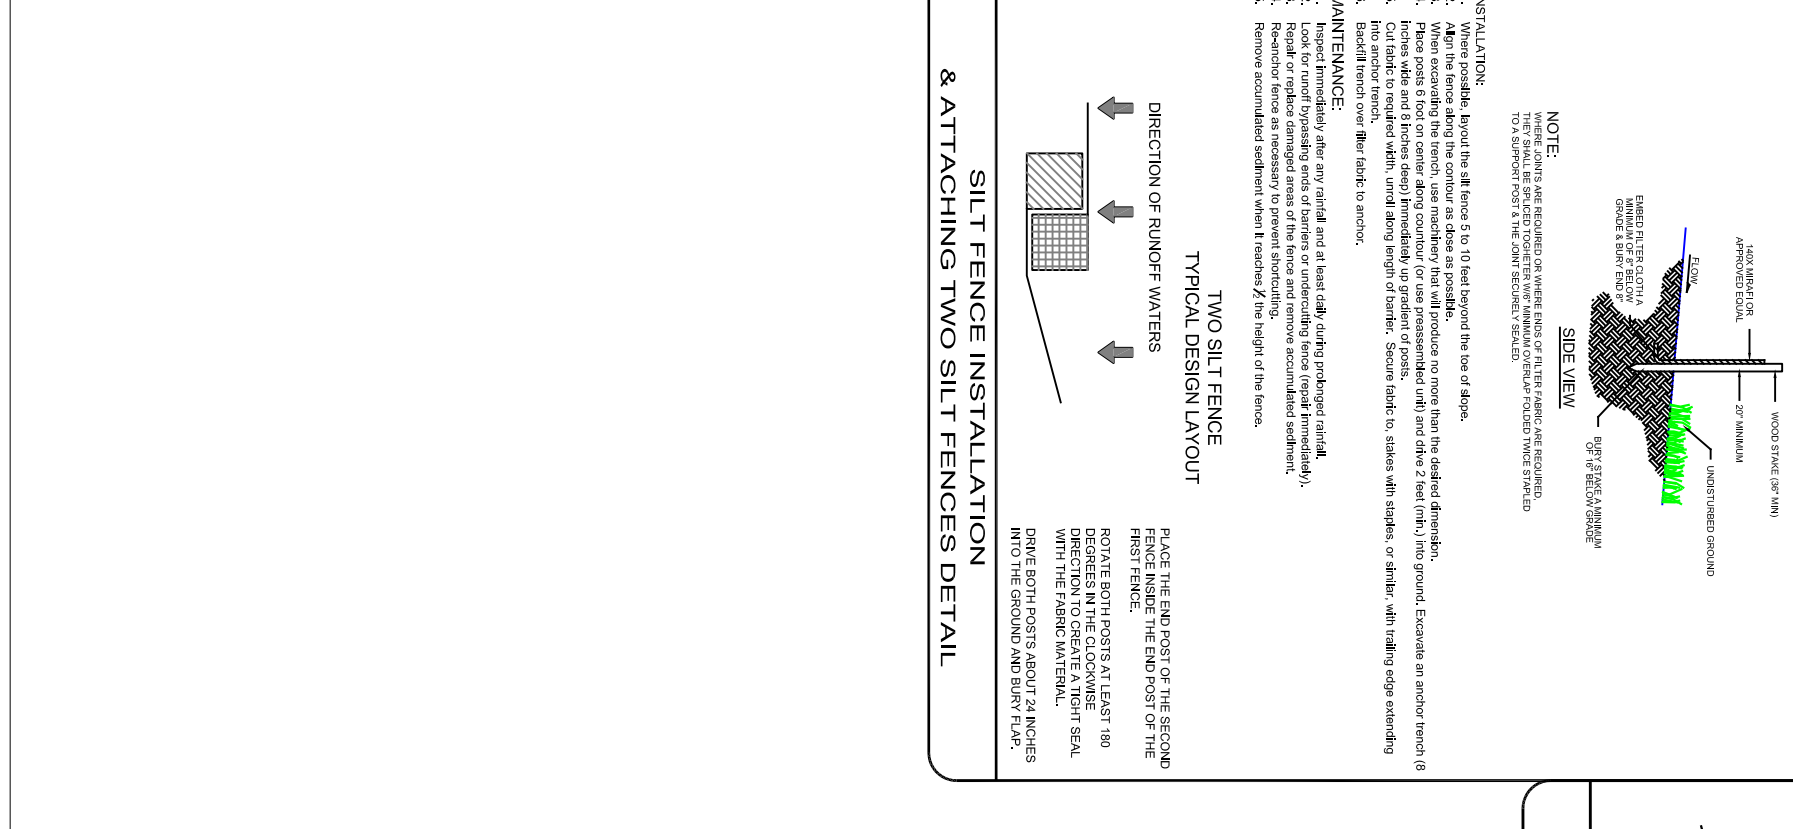 WOOD STAKE (36" MIN)
140X MIRAFI OR
APPROVED EQUAL
20" MINIMUM
UNDISTURBED GROUND
FLOW
EMBED FILTER CLOTH A
MINIMUM OF 8" BELOW
GRADE & BURY END 8"
BURY STAKE A MINIMUM
OF 16" BELOW GRADE
SIDE VIEW
NOTE:
WHERE JOINTS ARE REQUIRED OR WHERE ENDS OF FILTER FABRIC ARE REQUIRED,
THEY SHALL BE SPLICED TOGHETER W/6" MINIMUM OVERLAP FOLDED TWICE STAPLED
TO A SUPPORT POST & THE JOINT SECURELY SEALED.
NSTALLATION:
. Where possible, layout the silt fence 5 to 10 feet beyond the toe of slope.
2. Align the fence along the contour as close as possible.
3. When excavating the trench, use machinery that will produce no more than the desired dimension.
4. Place posts 6 foot on center along countour (or use preassembled unit) and drive 2 feet (min.) into ground. Excavate an anchor trench (8
inches wide and 8 inches deep) immediately up gradient of posts.
5. Cut fabric to required width, unroll along length of barrier. Secure fabric to, stakes with staples, or similar, with trailing edge extending
into anchor trench.
6. Backfill trench over filter fabric to anchor.
MAINTENANCE:
. Inspect immediately after any rainfall and at least daily during prolonged rainfall.
2. Look for runoff bypassing ends of barriers or undercutting fence (repair immediately).
3. Repair or replace damaged areas of the fence and remove accumulated sediment.
4. Re-anchor fence as necessary to prevent shortcutting.
5. Remove accumulated sediment when it reaches ½ the height of the fence.
TWO SILT FENCE
TYPICAL DESIGN LAYOUT
DIRECTION OF RUNOFF WATERS
PLACE THE END POST OF THE SECOND
FENCE INSIDE THE END POST OF THE
FIRST FENCE.
ROTATE BOTH POSTS AT LEAST 180
DEGREES IN THE CLOCKWISE
DIRECTION TO CREATE A TIGHT SEAL
WITH THE FABRIC MATERIAL.
DRIVE BOTH POSTS ABOUT 24 INCHES
INTO THE GROUND AND BURY FLAP.
SILT FENCE INSTALLATION
& ATTACHING TWO SILT FENCES DETAIL